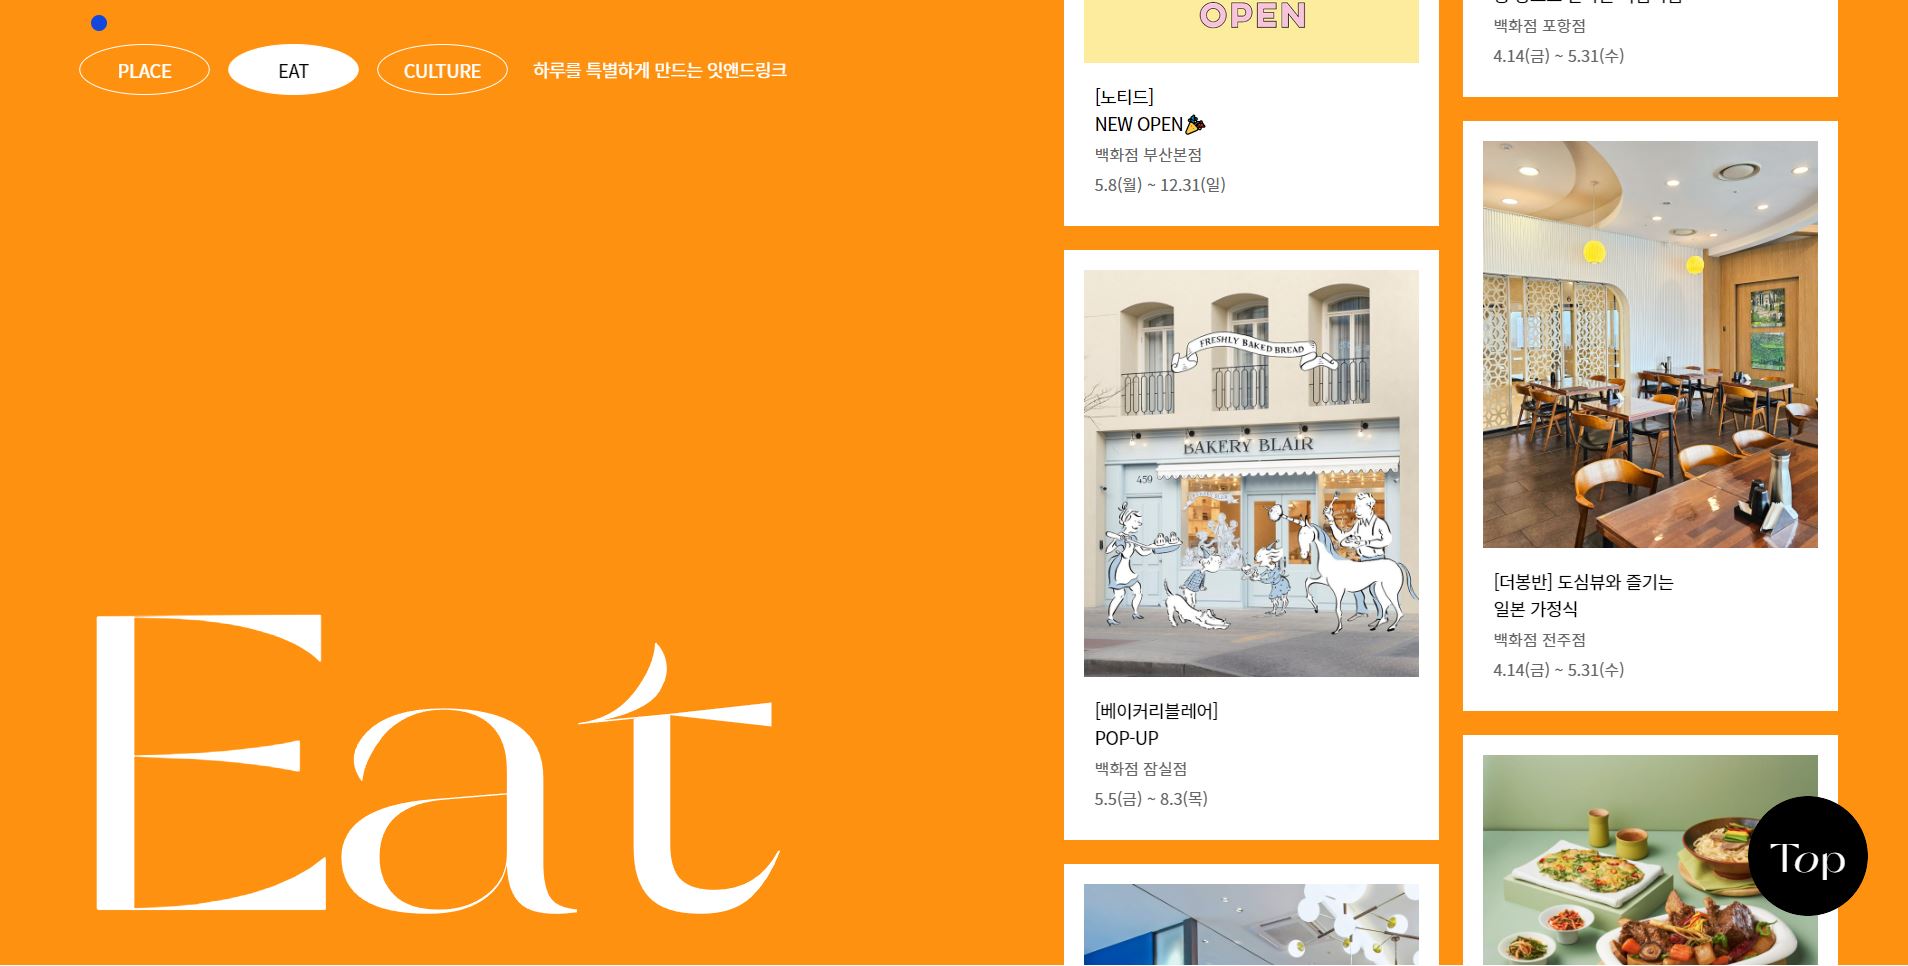 PLACE
EAT
CULTURE
하루를 특별하게 만드는 잇앤드링크
Eat
OPEN
[노티드]
NEW OPEN🎉
백화점 부산본점
5.8(월) ~ 12.31(일)
FRESHLY BAKED BREAD
BAKERY BLAIR
459
[베이커리블레어]
POP-UP
백화점 잠실점
5.5(금) ~ 8.3(목)
백화점 포항점
4.14(금) ~ 5.31(수)
[더봉반] 도심뷰와 즐기는
일본 가정식
백화점 전주점
4.14(금) ~ 5.31(수)
Top